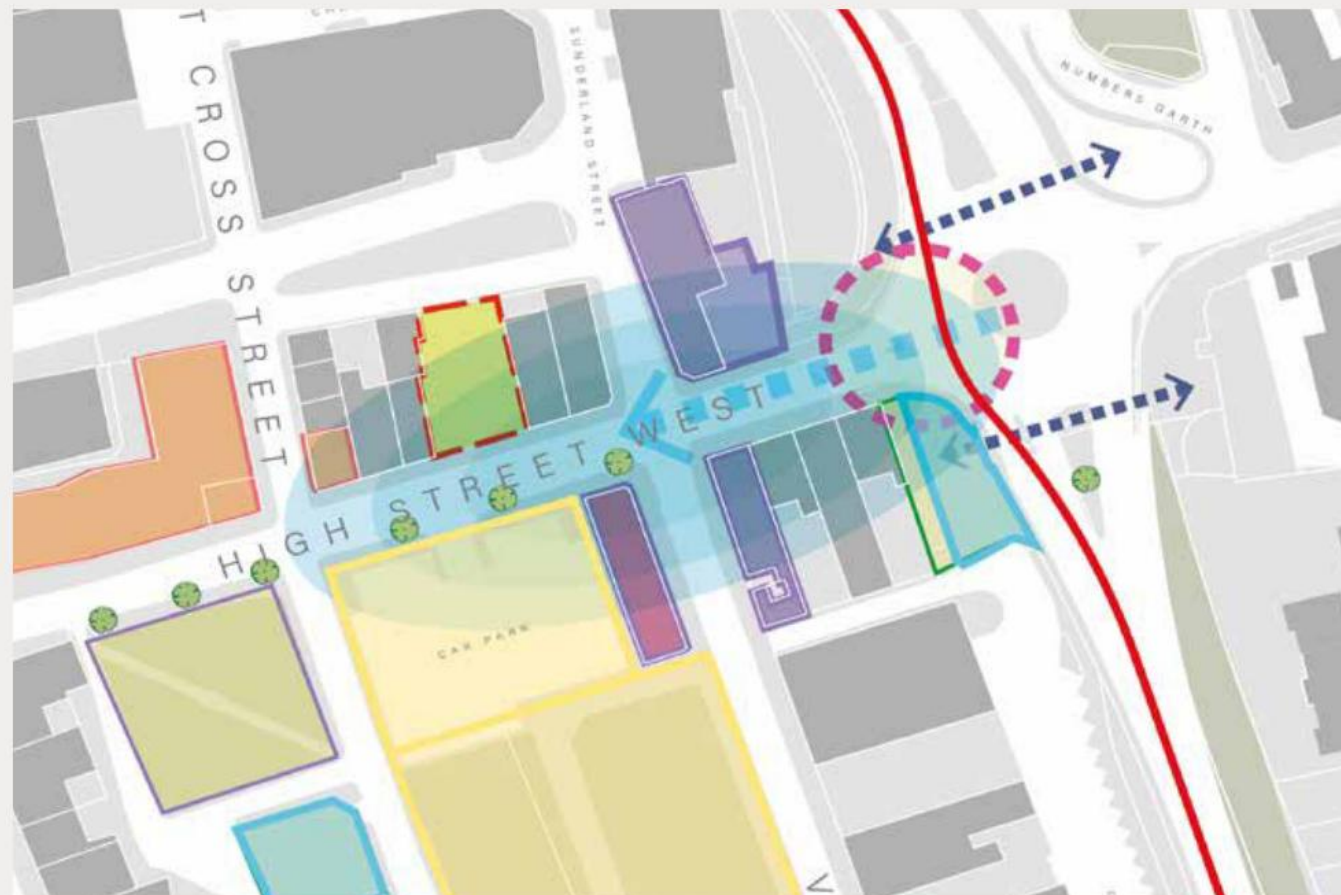 T CROSS STREET
SUNDERLAND STREET
NUMBERS GARTH
HIGH STREET WEST
CAR PARK
V